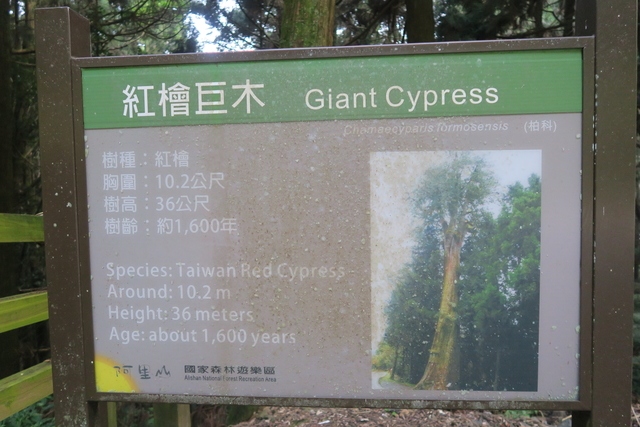 紅檜巨木 Giant Cypress
Chamaecyparis formosensis (柏科)
樹種：紅檜
胸圍：10.2公尺
樹高：36公尺
樹齡：約1,600年
Species: Taiwan Red Cypress
Around: 10.2 m
Height: 36 meters
Age: about 1,600 years
阿里山 國家森林遊樂區
Alishan National Forest Recreation Area